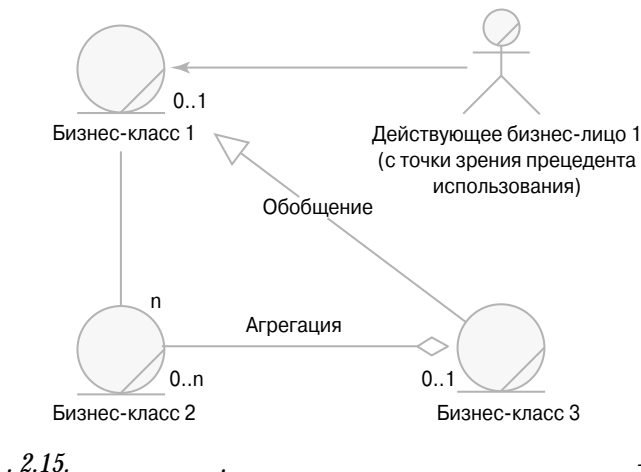 0..1
Бизнес-класс 1
Действующее бизнес-лицо 1
(с точки зрения прецедента
использования)
Обобщение
n
Агрегация
0..n
0..1
Бизнес-класс 2
Бизнес-класс 3
. 2.15. . -